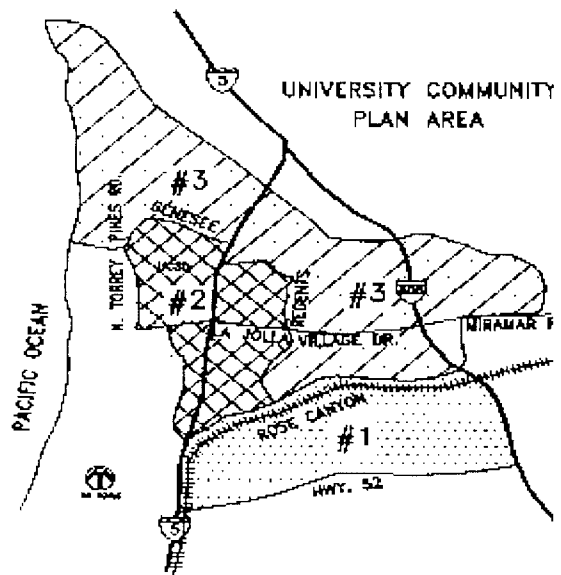 5
UNIVERSITY COMMUNITY
PLAN AREA
#3
GENESEE
N. TORREY PINES RD.
#2
#3
REGENTS
805
LA JOLLA VILLAGE DR.
MIRAMAR R
PACIFIC OCEAN
ROSE CANYON
#1
HWY. 52
5